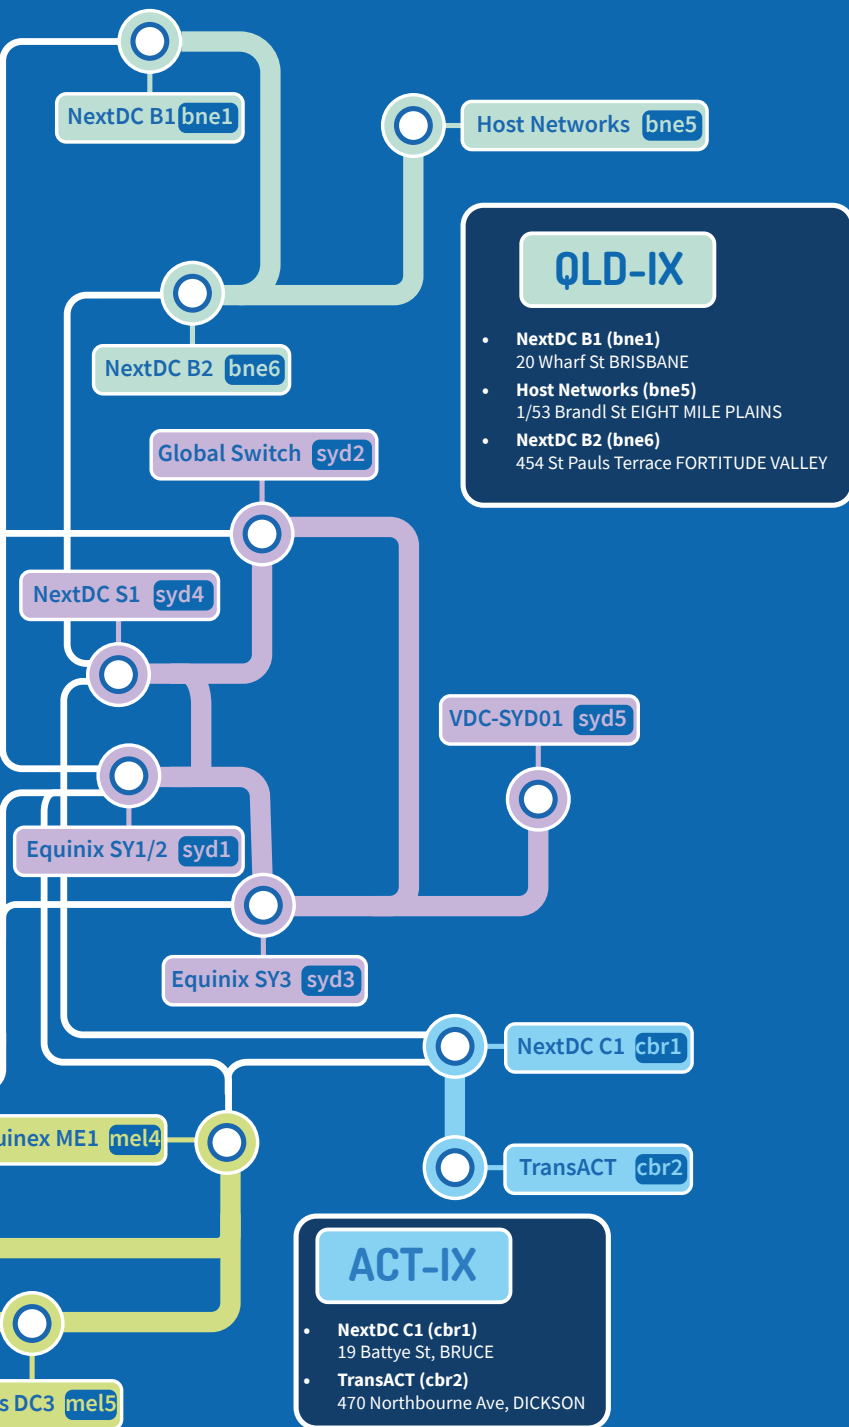 NextDC B1 bne1
Host Networks bne5
QLD-IX
• NextDC B1 (bne1)
20 Wharf St BRISBANE
• Host Networks (bne5)
1/53 Brandl St EIGHT MILE PLAINS
• NextDC B2 (bne6)
454 St Pauls Terrace FORTITUDE VALLEY
NextDC B2 bne6
Global Switch syd2
NextDC S1 syd4
VDC-SYD01 syd5
Equinix SY1/2 syd1
Equinix SY3 syd3
NextDC C1 cbr1
uinex ME1 mel4
TransACT cbr2
ACT-IX
• NextDC C1 (cbr1)
19 Battye St, BRUCE
• TransACT (cbr2)
470 Northbourne Ave, DICKSON
s DC3 mel5